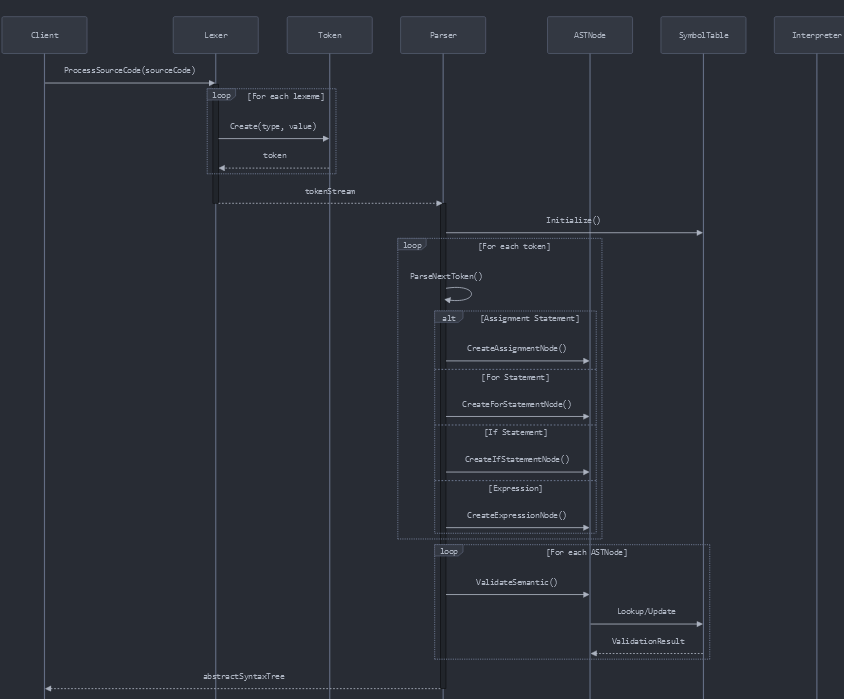 Client
Lexer
Token
Parser
ASTNode
SymbolTable
Interpreter
ProcessSourceCode(sourceCode)
loop
[For each lexeme]
Create(type, value)
token
tokenStream
Initialize()
loop
[For each token]
ParseNextToken()
alt
[Assignment Statement]
CreateAssignmentNode()
[For Statement]
CreateForStatementNode()
[If Statement]
CreateIfStatementNode()
[Expression]
CreateExpressionNode()
loop
[For each ASTNode]
ValidateSemantic()
Lookup/Update
ValidationResult
abstractSyntaxTree